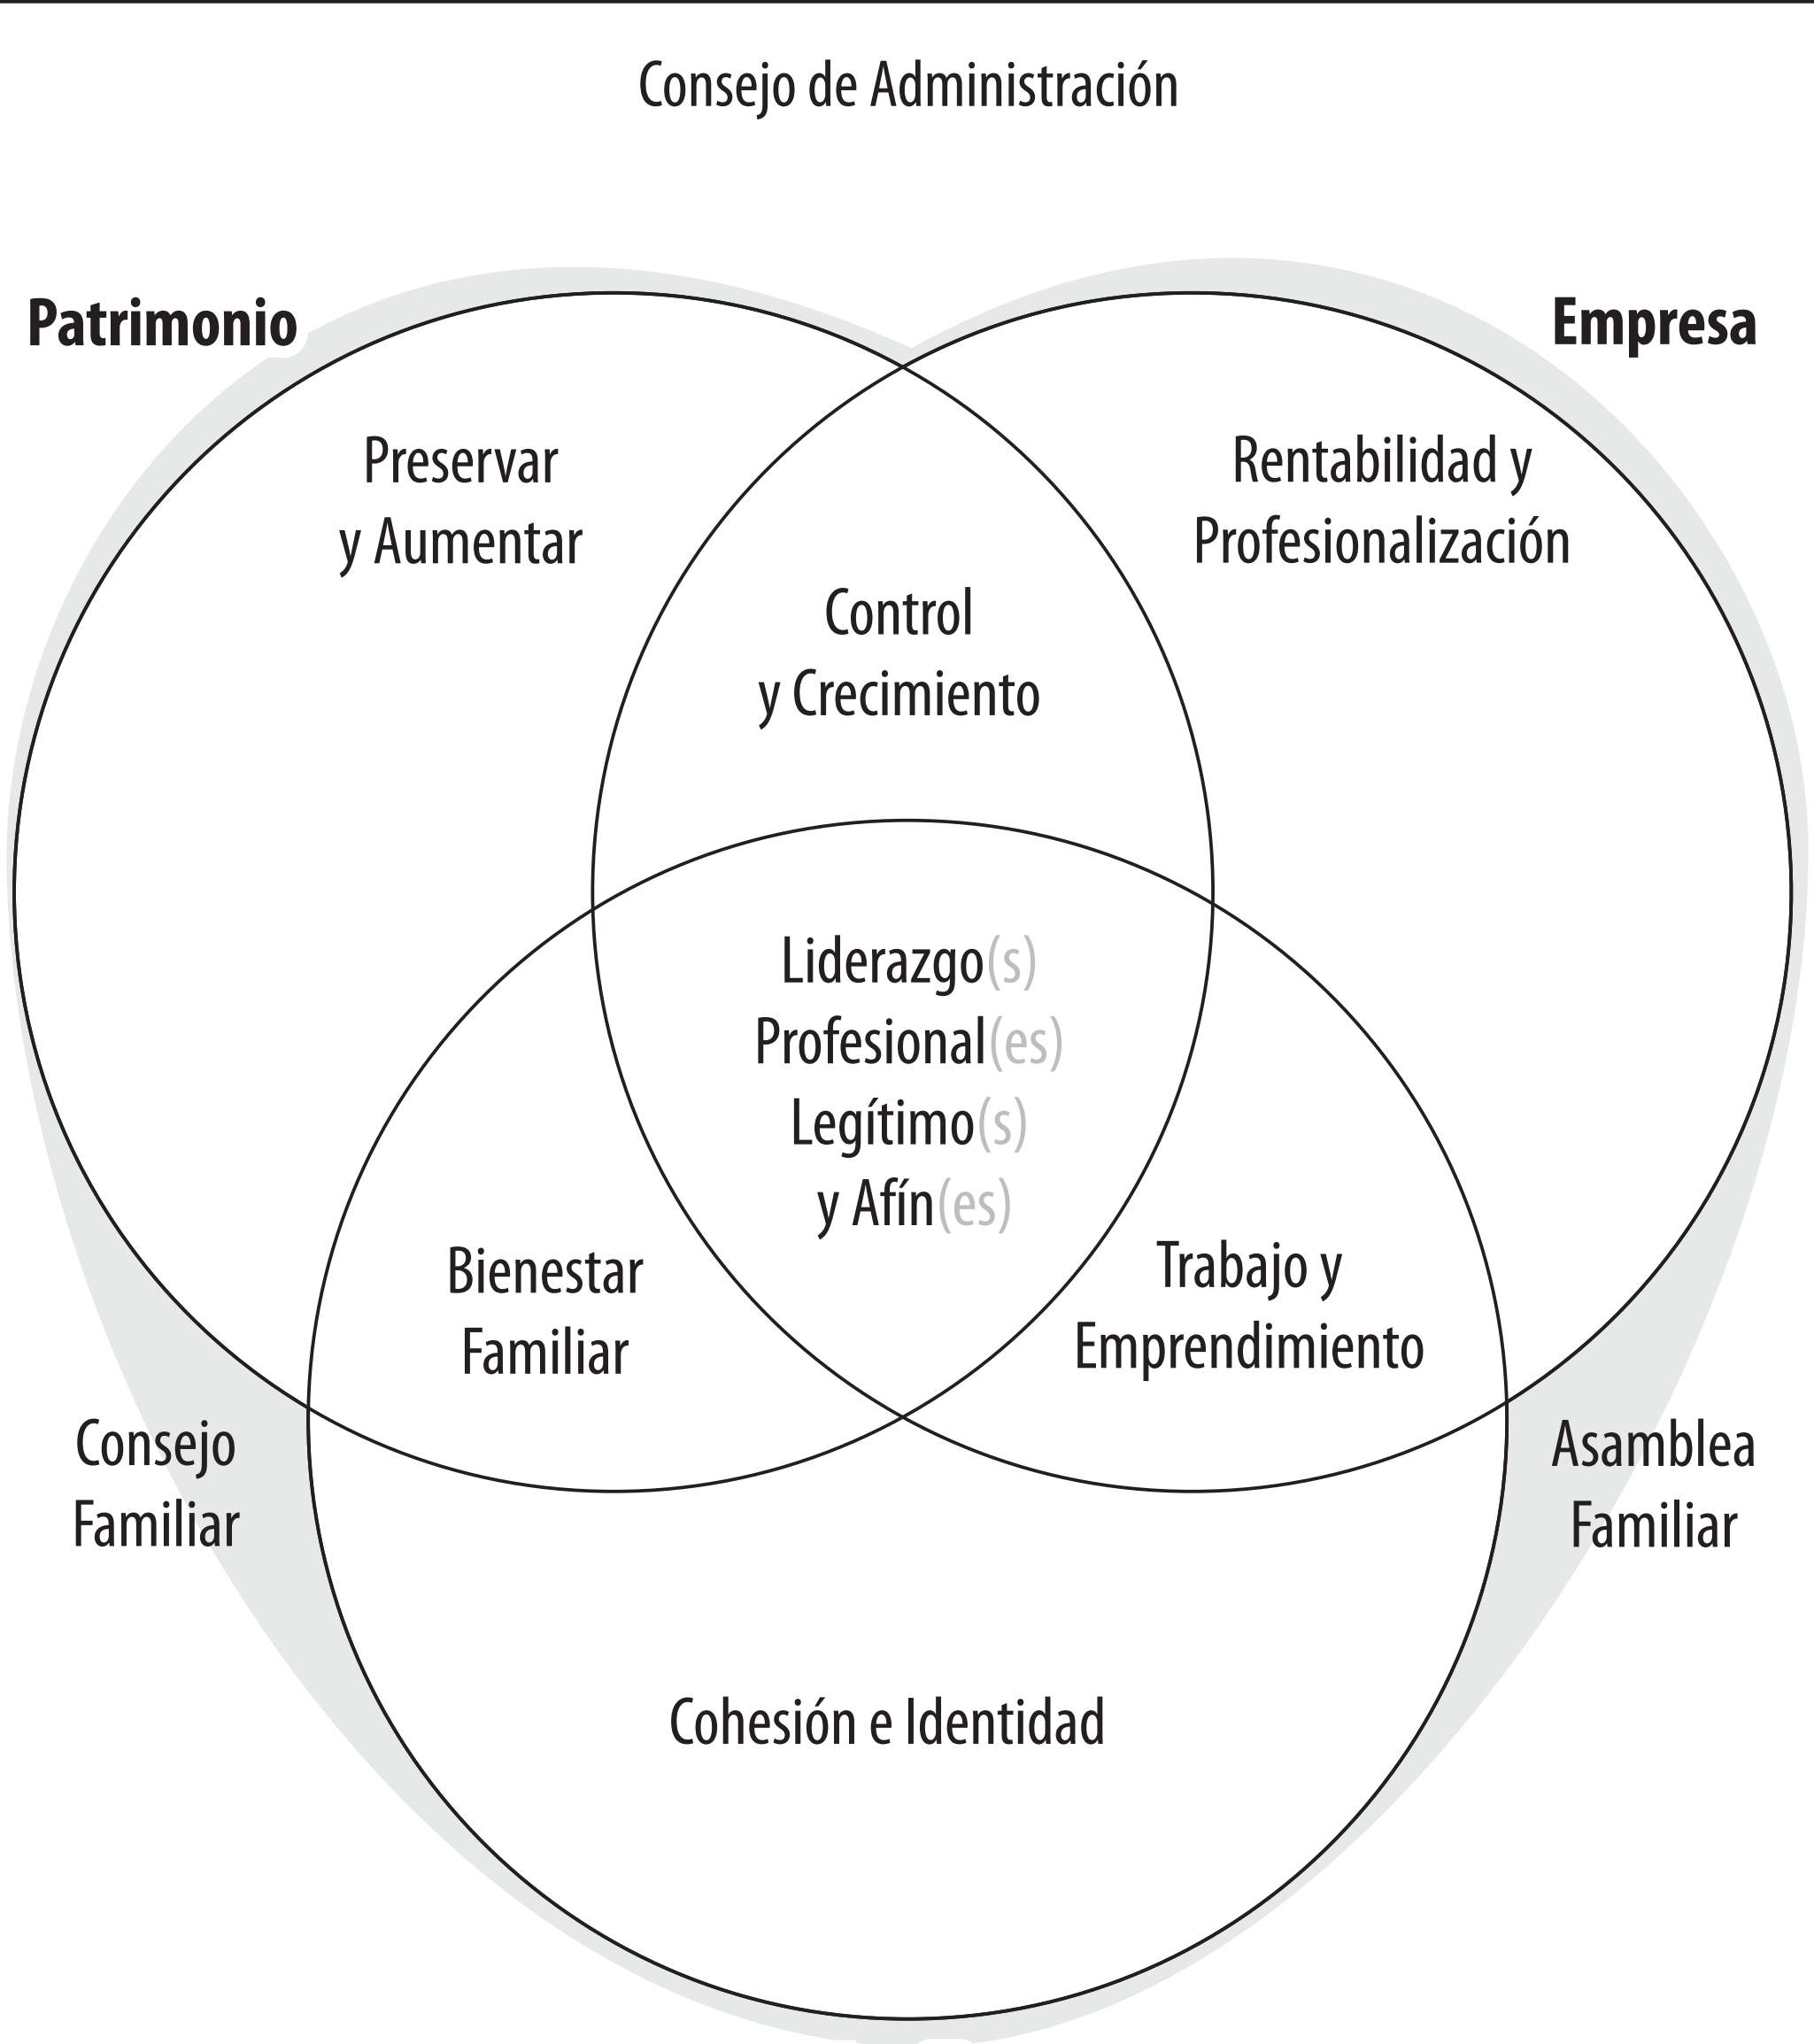 Consejo de Administración
Patrimonio
Empresa
Preservar
y Aumentar
Rentabilidad y
Profesionalización
Control
y Crecimiento
Liderazgo(s)
Profesional(es)
Legítimo(s)
y Afín(es)
Bienestar
Familiar
Trabajo y
Emprendimiento
Consejo
Familiar
Asamblea
Familiar
Cohesión e Identidad